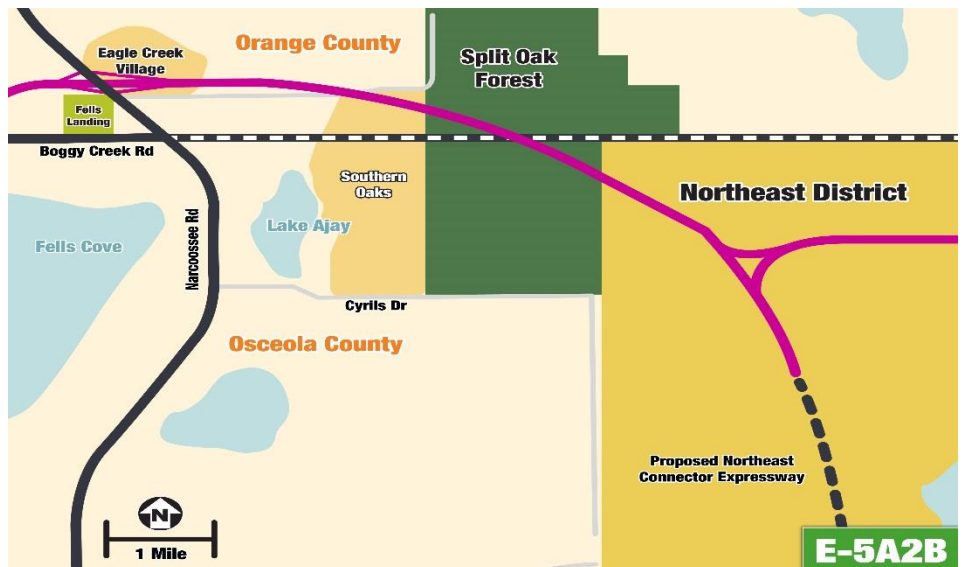 Orange County
Eagle Creek
Village
Split Oak
Forest
Fells
Landing
Boggy Creek Rd
Southern
Oaks
Northeast District
Narcoossee Rd
Lake Ajay
Fells Cove
Cyrils Dr
Osceola County
Proposed Northeast
Connector Expressway
N
1 Mile
E-5A2B